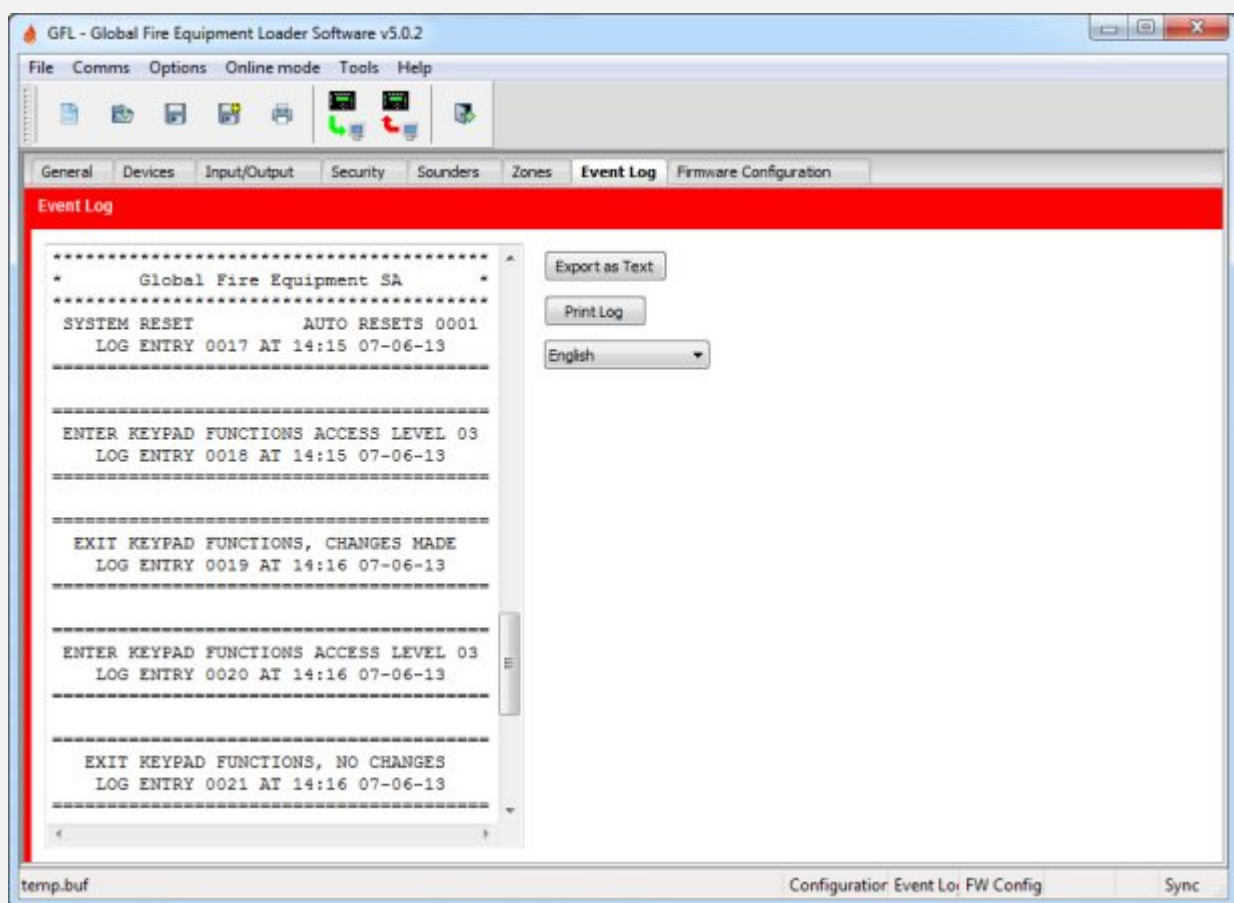 GFL - Global Fire Equipment Loader Software v5.0.2
File Comms Options Online mode Tools Help
General Devices Input/Output Security Sounders Zones Event Log Firmware Configuration
Event Log
****************************************
* Global Fire Equipment SA *
****************************************
SYSTEM RESET AUTO RESETS 0001
LOG ENTRY 0017 AT 14:15 07-06-13
========================================
========================================
ENTER KEYPAD FUNCTIONS ACCESS LEVEL 03
LOG ENTRY 0018 AT 14:15 07-06-13
========================================
========================================
EXIT KEYPAD FUNCTIONS, CHANGES MADE
LOG ENTRY 0019 AT 14:16 07-06-13
========================================
========================================
ENTER KEYPAD FUNCTIONS ACCESS LEVEL 03
LOG ENTRY 0020 AT 14:16 07-06-13
========================================
========================================
EXIT KEYPAD FUNCTIONS, NO CHANGES
LOG ENTRY 0021 AT 14:16 07-06-13
========================================
Export as Text
Print Log
English
temp.buf Configuration Event Lo FW Config Sync